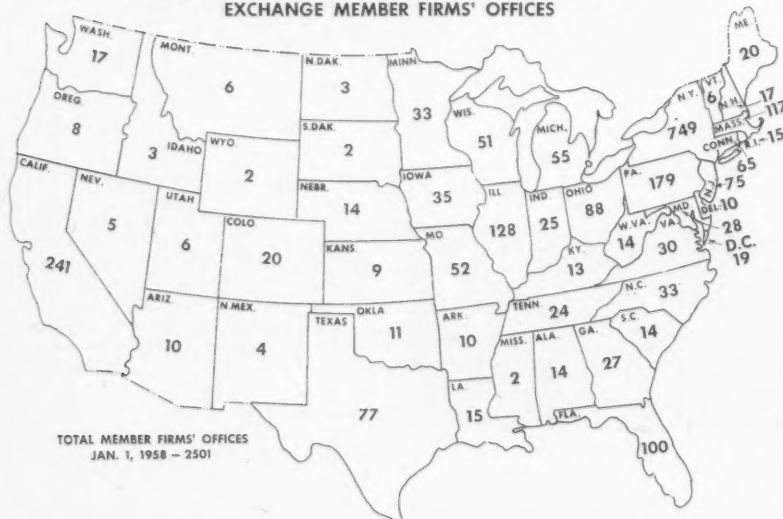 EXCHANGE MEMBER FIRMS' OFFICES
WASH.
17
MONT.
6
N.DAK.
3
MINN
33
ME.
20
OREG.
8
3
IDAHO
WYO.
2
S.DAK.
2
WIS.
51
MICH.
55
N.Y.
749
VT.
6
N.H.
17
MASS.
117
CONN.
R.I.
15
65
CALIF.
241
NEV.
5
UTAH
6
COLO.
20
NEBR.
14
IOWA
35
ILL
128
IND.
25
OHIO
88
PA.
179
N.J.
75
DEL.
10
MD.
28
D.C.
19
KANS.
9
MO.
52
KY.
13
W.VA.
14
VA.
30
ARIZ.
10
N.MEX.
4
TEXAS
77
OKLA
11
ARK.
10
TENN.
24
N.C.
33
S.C.
14
MISS.
2
ALA.
14
GA.
27
LA.
15
FLA.
100
TOTAL MEMBER FIRMS' OFFICES
JAN. 1, 1958 — 2501